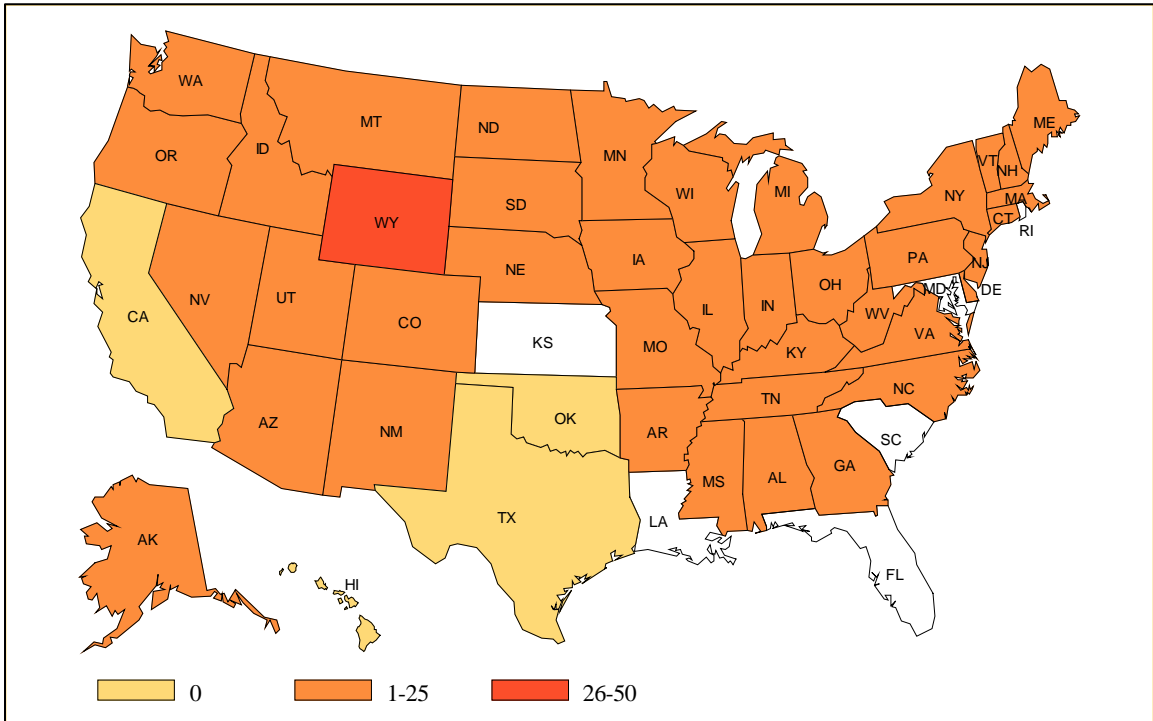 WA
MT
ND
MN
ME
OR
ID
WI
MI
VT
NH
NY
MA
CT
RI
SD
WY
IA
PA
NJ
NE
OH
MD
DE
NV
UT
CO
IL
IN
WV
VA
CA
KS
MO
KY
NC
TN
AZ
NM
OK
AR
SC
MS
AL
GA
TX
LA
AK
HI
FL
0
1-25
26-50